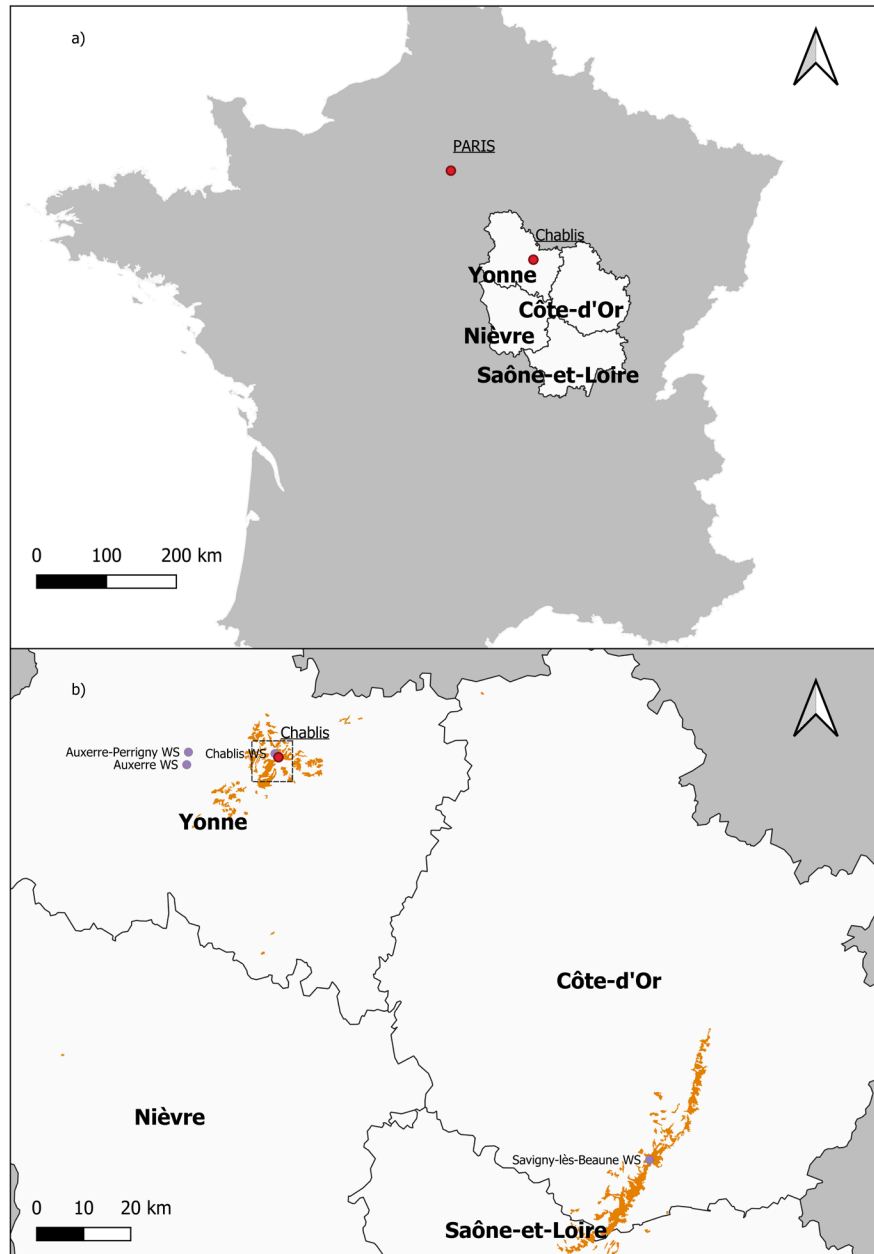 a)
PARIS
Chablis
Yonne
Côte-d'Or
Nièvre
Saône-et-Loire
0 100 200 km
b)
Chablis
Auxerre-Perrigny WS
Chablis WS
Auxerre WS
Yonne
Côte-d'Or
Nièvre
Savigny-lès-Beaune WS
0 10 20 km
Saône-et-Loire